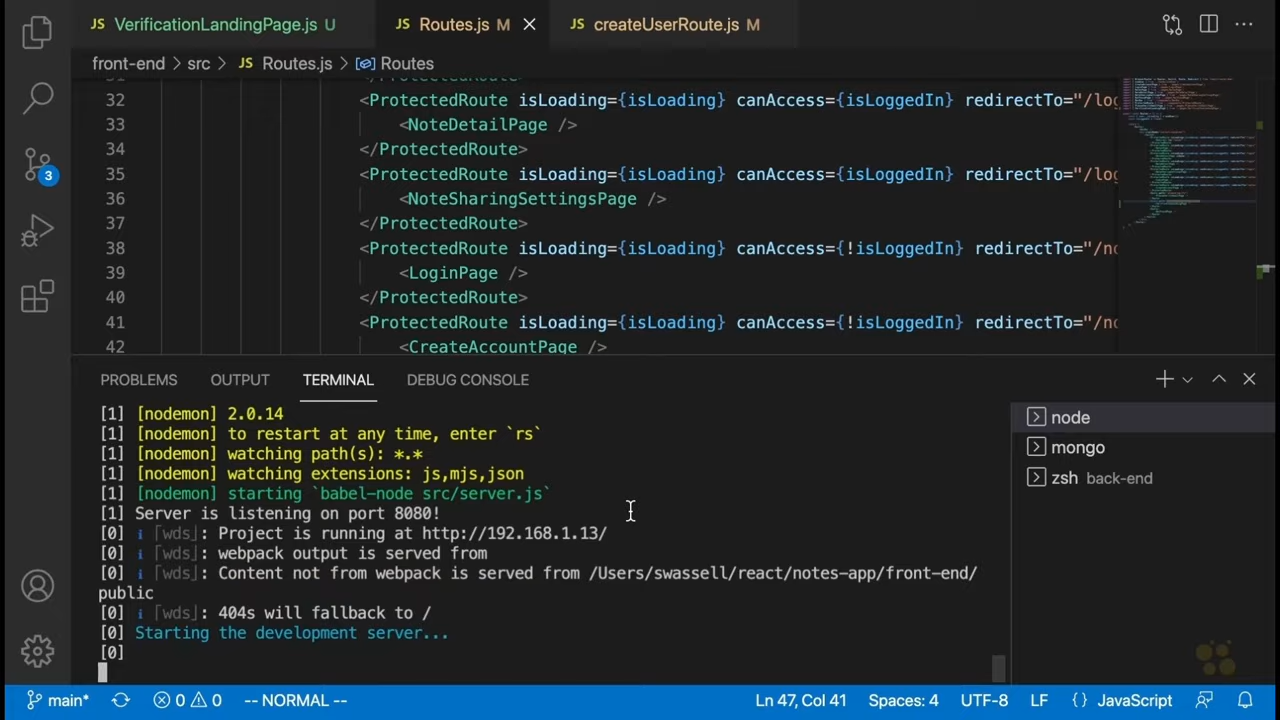 JS VerificationLandingPage.js U
JS Routes.js M
JS createUserRoute.js M
front-end > src > JS Routes.js > Routes
32 <ProtectedRoute isLoading={isLoading} canAccess={isLoggedIn} redirectTo="/log
33 <NoteDetailPage />
34 </ProtectedRoute>
35 <ProtectedRoute isLoading={isLoading} canAccess={isLoggedIn} redirectTo="/log
36 <NoteSharingSettingsPage />
37 </ProtectedRoute>
38 <ProtectedRoute isLoading={isLoading} canAccess={!isLoggedIn} redirectTo="/no
39 <LoginPage />
40 </ProtectedRoute>
41 <ProtectedRoute isLoading={isLoading} canAccess={!isLoggedIn} redirectTo="/no
42 <CreateAccountPage />
3
PROBLEMS OUTPUT TERMINAL DEBUG CONSOLE
[1] [nodemon] 2.0.14
[1] [nodemon] to restart at any time, enter `rs`
[1] [nodemon] watching path(s): *.*
[1] [nodemon] watching extensions: js,mjs,json
[1] [nodemon] starting `babel-node src/server.js`
[1] Server is listening on port 8080!
[0] ℹ ｢wds｣: Project is running at http://192.168.1.13/
[0] ℹ ｢wds｣: webpack output is served from
[0] ℹ ｢wds｣: Content not from webpack is served from /Users/swassell/react/notes-app/front-end/
public
[0] ℹ ｢wds｣: 404s will fallback to /
[0] Starting the development server...
[0]
node
mongo
zsh back-end
main* 0 0 -- NORMAL -- Ln 47, Col 41 Spaces: 4 UTF-8 LF {} JavaScript